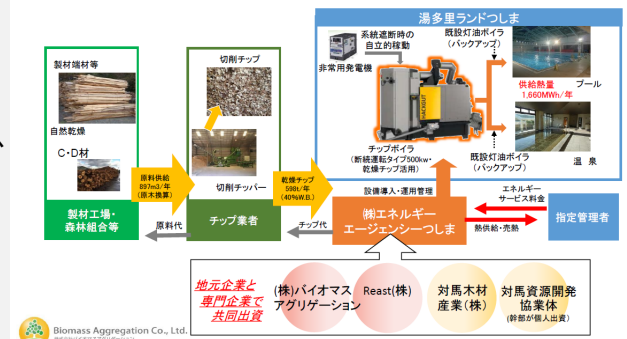 湯多里ランドつしま
系統遮断時の
自立的稼動
非常用発電機
既設灯油ボイラ
(バックアップ)
供給熱量
1,660MWh/年
プール
チップボイラ
(断続運転タイプ500kw・
乾燥チップ活用)
既設灯油ボイラ
(バックアップ)
温 泉
製材端材等
自然乾燥
C・D材
製材工場・
森林組合等
原料供給
897m3/年
(原木換算)
原料代
切削チップ
切削チッパー
チップ業者
乾燥チップ
598t/年
(40%W.B.)
チップ代
設備導入・運用管理
㈱エネルギー
エージェンシーつしま
エネルギー
サービス料金
熱供給・売熱
指定管理者
地元企業と
専門企業で
共同出資
(株)バイオマス
アグリゲーション
Reast(株)
対馬木材
産業(株)
対馬資源開発
協業体
(幹部が個人出資)
Biomass Aggregation Co., Ltd.